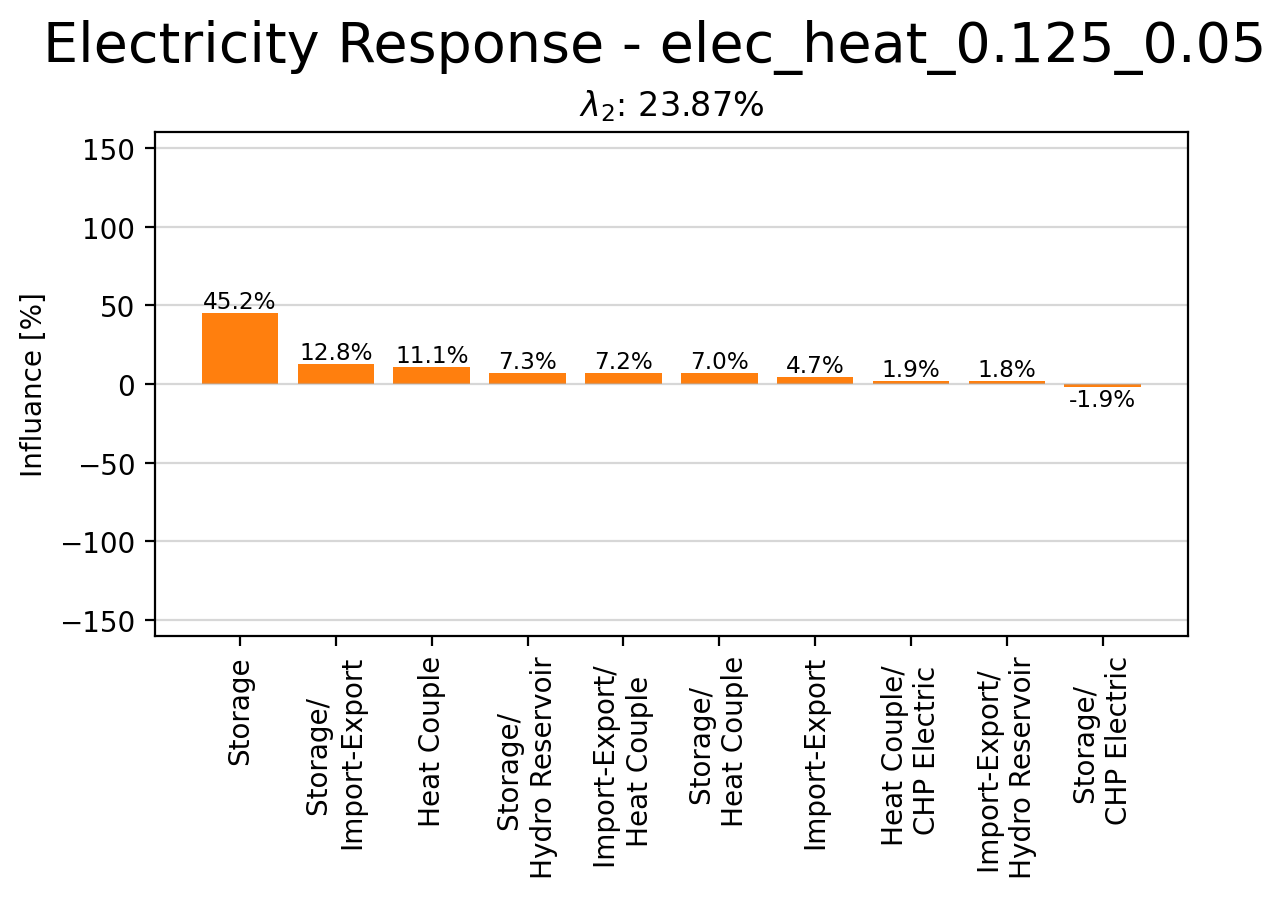 Electricity Response - elec_heat_0.125_0.05
λ₂: 23.87%
Influance [%]
150
100
50
0
−50
−100
−150
45.2%
12.8%
11.1%
7.3%
7.2%
7.0%
4.7%
1.9%
1.8%
-1.9%
Storage
Storage/
Import-Export
Heat Couple
Storage/
Hydro Reservoir
Import-Export/
Heat Couple
Storage/
Heat Couple
Import-Export
Heat Couple/
CHP Electric
Import-Export/
Hydro Reservoir
Storage/
CHP Electric